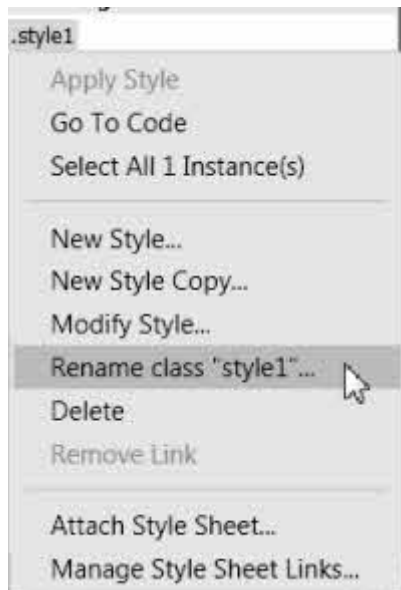 .style1
Apply Style
Go To Code
Select All 1 Instance(s)
New Style...
New Style Copy...
Modify Style...
Rename class "style1"...
Delete
Remove Link
Attach Style Sheet...
Manage Style Sheet Links...